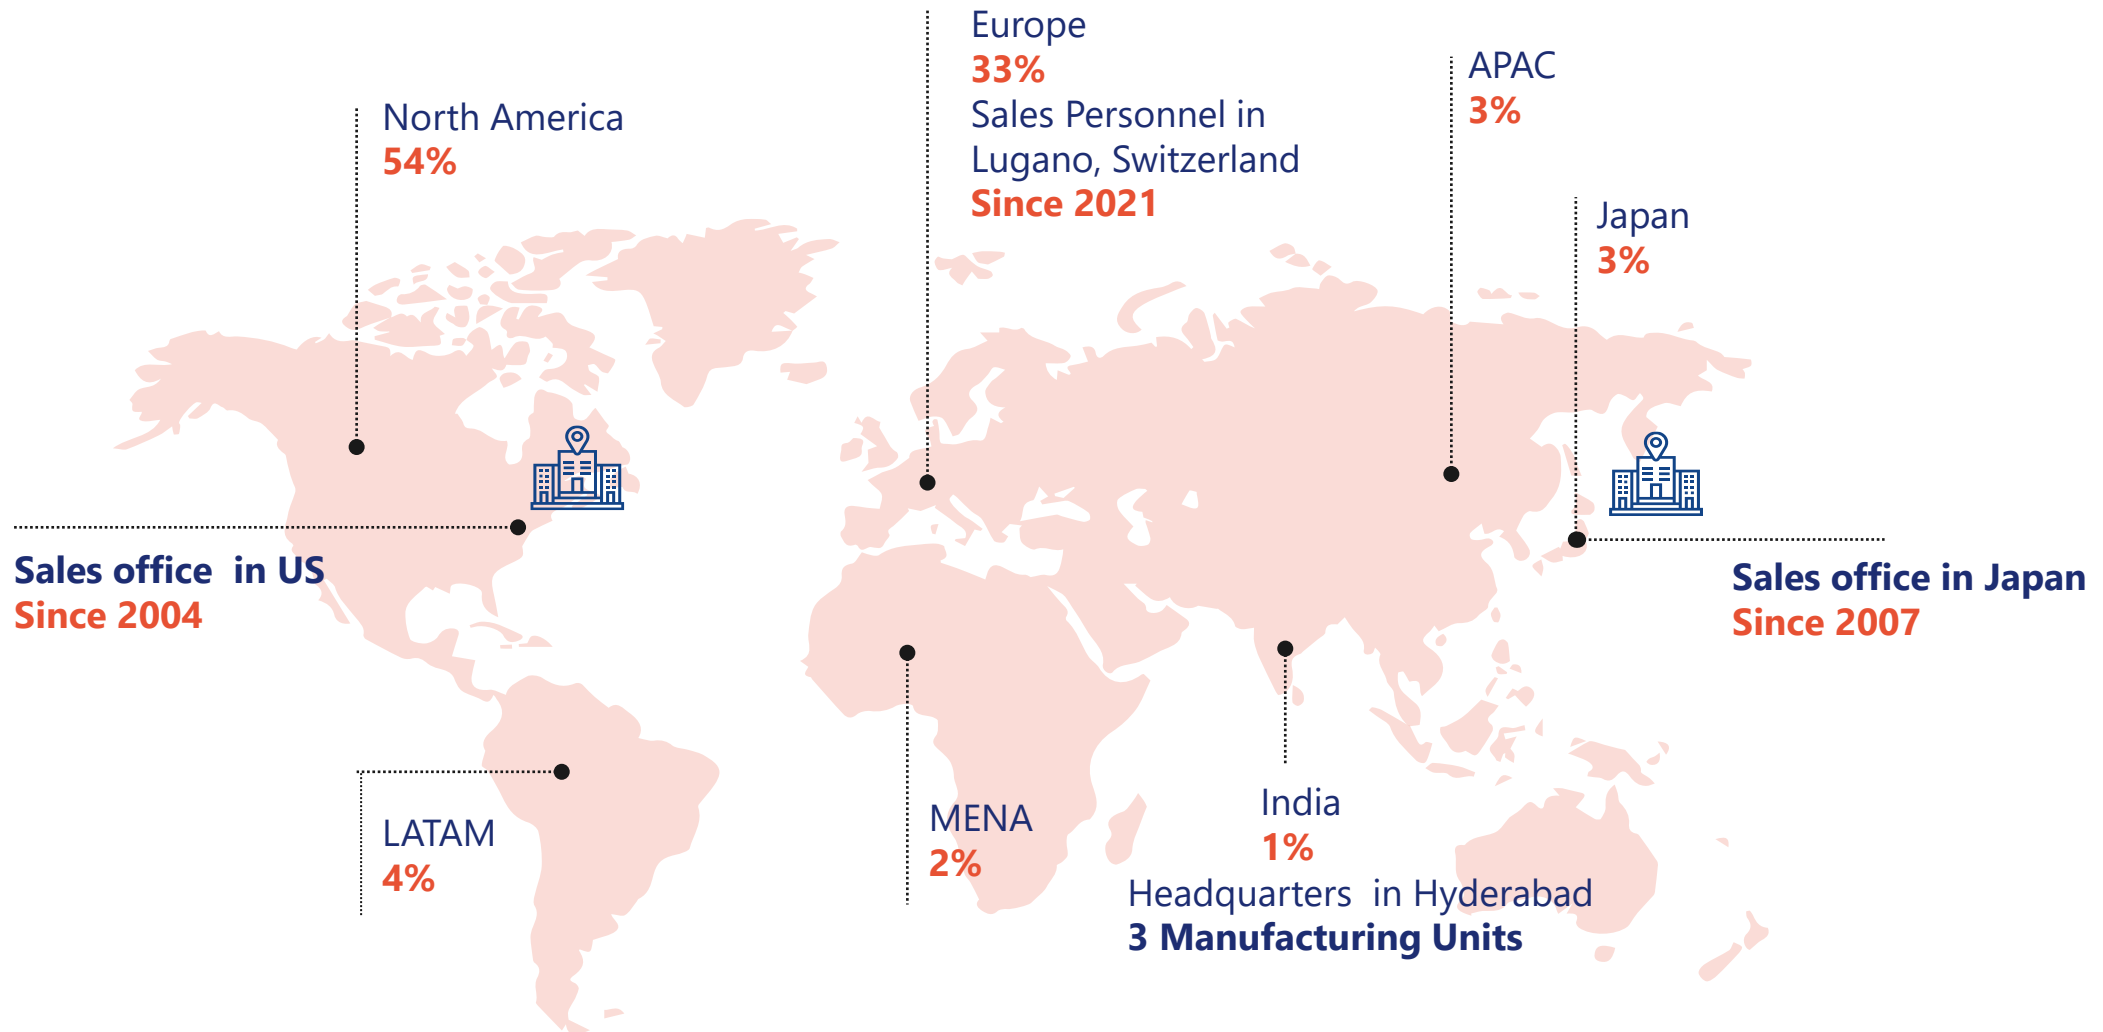 Europe
33%
Sales Personnel in
Lugano, Switzerland
Since 2021
APAC
3%
North America
54%
Japan
3%
Sales office in US
Since 2004
Sales office in Japan
Since 2007
LATAM
4%
MENA
2%
India
1%
Headquarters in Hyderabad
3 Manufacturing Units